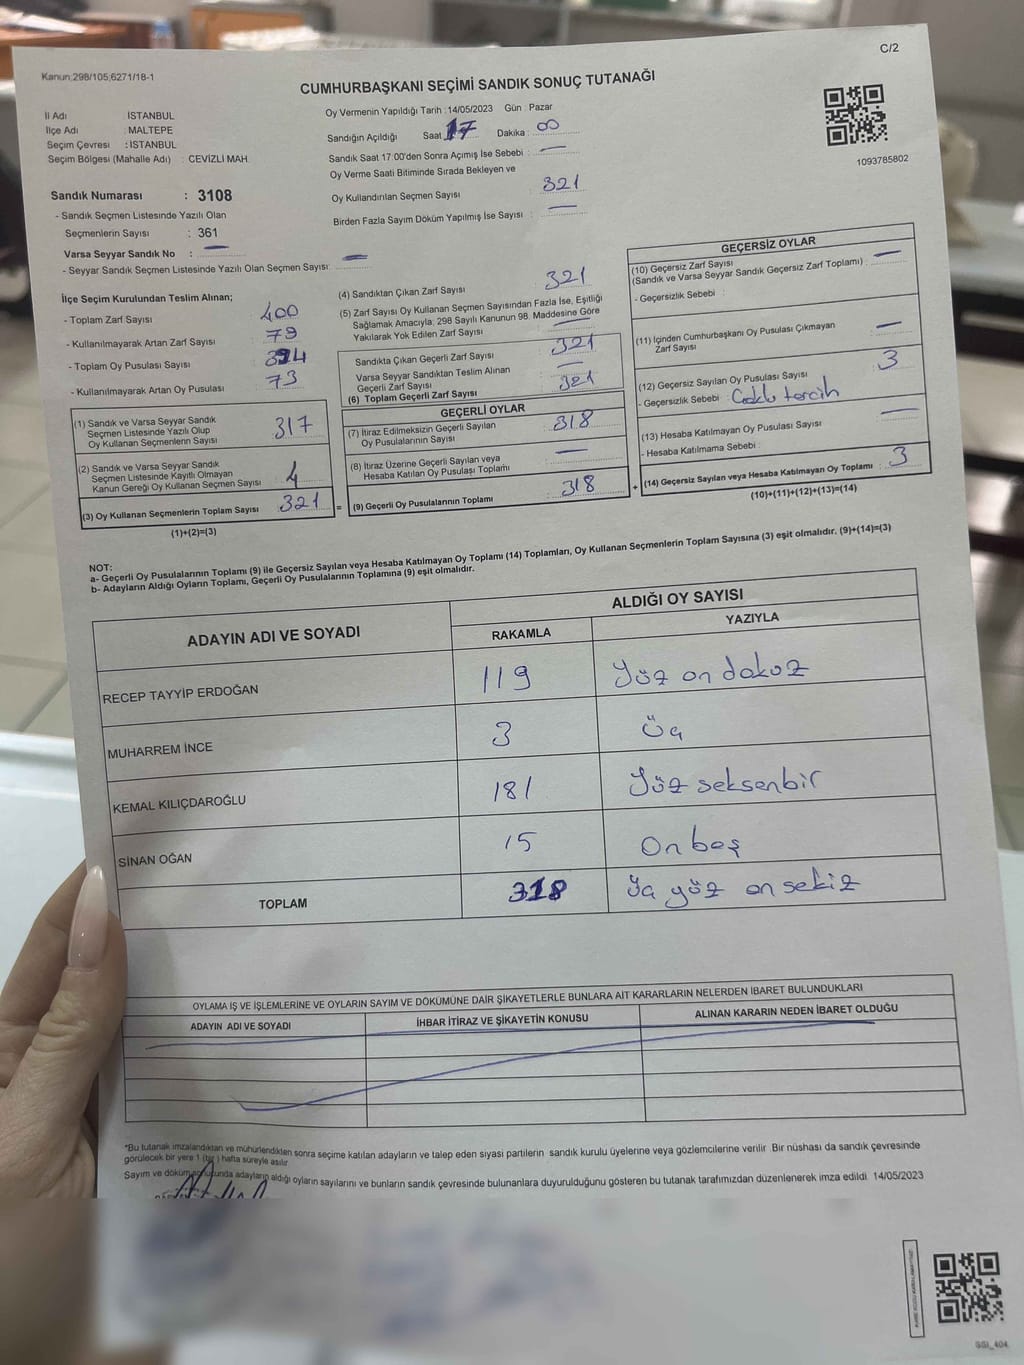 C/2
Kanun:298/105;6271/18-1
CUMHURBAŞKANI SEÇİMİ SANDIK SONUÇ TUTANAĞI
İl Adı İSTANBUL
İlçe Adı : MALTEPE
Seçim Çevresi : İSTANBUL
Seçim Bölgesi (Mahalle Adı) : CEVİZLİ MAH.
Sandık Numarası : 3108
- Sandık Seçmen Listesinde Yazılı Olan
Seçmenlerin Sayısı : 361
Varsa Seyyar Sandık No : —
- Seyyar Sandık Seçmen Listesinde Yazılı Olan Seçmen Sayısı: —
Oy Vermenin Yapıldığı Tarih : 14/05/2023 Gün : Pazar
Sandığın Açıldığı Saat 17 Dakika : 00
Sandık Saat 17:00'den Sonra Açımış İse Sebebi : —
Oy Verme Saati Bitiminde Sırada Bekleyen ve
Oy Kullandırılan Seçmen Sayısı 321
Birden Fazla Sayım Döküm Yapılmış İse Sayısı : —
1093785802
İlçe Seçim Kurulundan Teslim Alınan;
- Toplam Zarf Sayısı 400
- Kullanılmayarak Artan Zarf Sayısı 79
- Toplam Oy Pusulası Sayısı 394
- Kullanılmayarak Artan Oy Pusulası 73
(1) Sandık ve Varsa Seyyar Sandık
Seçmen Listesinde Yazılı Olup
Oy Kullanan Seçmenlerin Sayısı 317
(2) Sandık ve Varsa Seyyar Sandık
Seçmen Listesinde Kayıtlı Olmayan
Kanun Gereği Oy Kullanan Seçmen Sayısı 4
(3) Oy Kullanan Seçmenlerin Toplam Sayısı 321
(1)+(2)=(3)
(4) Sandıktan Çıkan Zarf Sayısı 321
(5) Zarf Sayısı Oy Kullanan Seçmen Sayısından Fazla İse, Eşitliği
Sağlamak Amacıyla, 298 Sayılı Kanunun 98. Maddesine Göre
Yakılarak Yok Edilen Zarf Sayısı —
Sandıkta Çıkan Geçerli Zarf Sayısı 321
Varsa Seyyar Sandıktan Teslim Alınan
Geçerli Zarf Sayısı —
(6) Toplam Geçerli Zarf Sayısı 321
GEÇERLİ OYLAR
(7) İtiraz Edilmeksizin Geçerli Sayılan
Oy Pusulalarının Sayısı 318
(8) İtiraz Üzerine Geçerli Sayılan veya
Hesaba Katılan Oy Pusulası Toplamı —
= (9) Geçerli Oy Pusulalarının Toplamı 318
GEÇERSİZ OYLAR
(10) Geçersiz Zarf Sayısı
(Sandık ve Varsa Seyyar Sandık Geçersiz Zarf Toplamı) : —
- Geçersizlik Sebebi :
(11) İçinden Cumhurbaşkanı Oy Pusulası Çıkmayan
Zarf Sayısı —
(12) Geçersiz Sayılan Oy Pusulası Sayısı 3
- Geçersizlik Sebebi : Çoklu tercih
(13) Hesaba Katılmayan Oy Pusulası Sayısı —
- Hesaba Katılmama Sebebi :
+ (14) Geçersiz Sayılan veya Hesaba Katılmayan Oy Toplamı : 3
(10)+(11)+(12)+(13)=(14)
NOT:
a- Geçerli Oy Pusulalarının Toplamı (9) ile Geçersiz Sayılan veya Hesaba Katılmayan Oy Toplamı (14) Toplamları, Oy Kullanan Seçmenlerin Toplam Sayısına (3) eşit olmalıdır. (9)+(14)=(3)
b- Adayların Aldığı Oyların Toplamı, Geçerli Oy Pusulalarının Toplamına (9) eşit olmalıdır.
ADAYIN ADI VE SOYADI
ALDIĞI OY SAYISI
RAKAMLA YAZIYLA
RECEP TAYYİP ERDOĞAN 119 Yüz on dokuz
MUHARREM İNCE 3 Üç
KEMAL KILIÇDAROĞLU 181 Yüz seksenbir
SİNAN OĞAN 15 On beş
TOPLAM 318 Üç yüz on sekiz
OYLAMA İŞ VE İŞLEMLERİNE VE OYLARIN SAYIM VE DÖKÜMÜNE DAİR ŞİKAYETLERLE BUNLARA AİT KARARLARIN NELERDEN İBARET BULUNDUKLARI
ADAYIN ADI VE SOYADI İHBAR İTİRAZ VE ŞİKAYETİN KONUSU ALINAN KARARIN NEDEN İBARET OLDUĞU
*Bu tutanak imzalandıktan ve mühürlendikten sonra seçime katılan adayların ve talep eden siyasi partilerin sandık kurulu üyelerine veya gözlemcilerine verilir. Bir nüshası da sandık çevresinde
görülecek bir yere 1 (bir) hafta süreyle asılır.
Sayım ve döküm sonucunda adayların aldığı oyların sayılarını ve bunların sandık çevresinde bulunanlara duyurulduğunu gösteren bu tutanak tarafımızdan düzenlenerek imza edildi. 14/05/2023